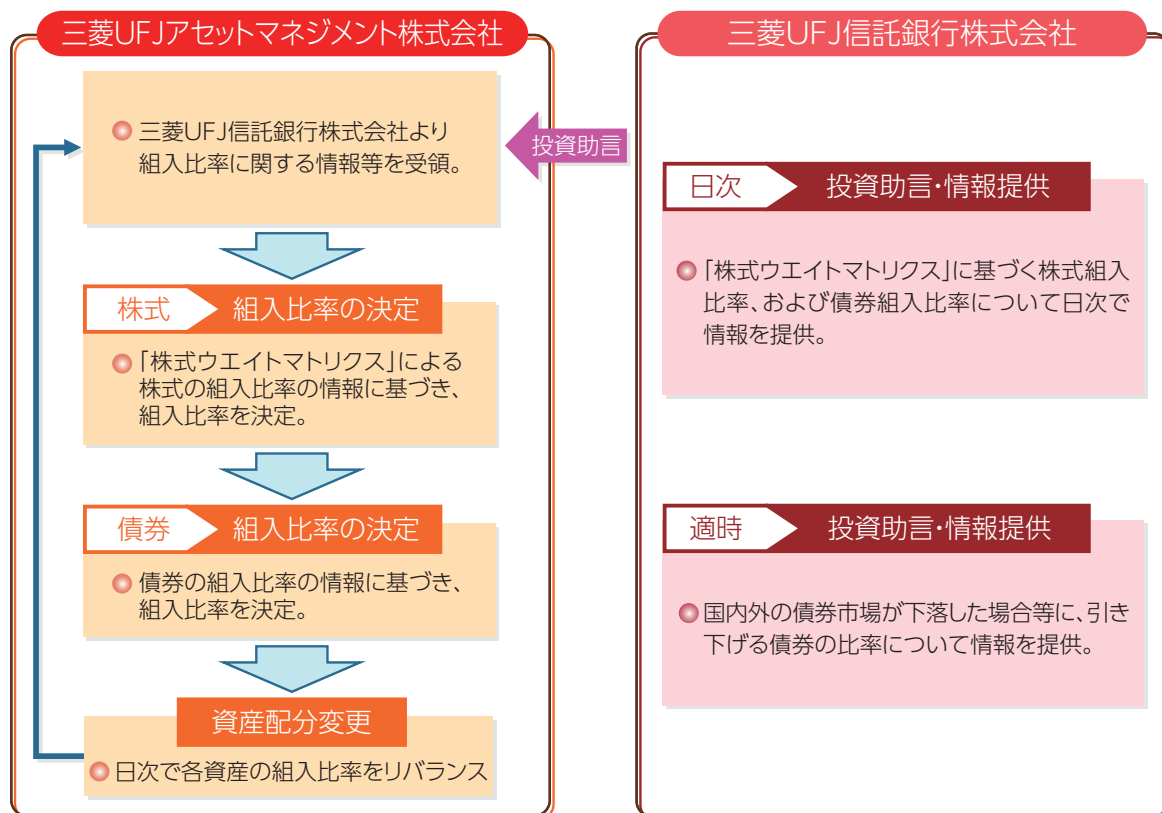 三菱UFJアセットマネジメント株式会社
三菱UFJ信託銀行株式会社
三菱UFJ信託銀行株式会社より
組入比率に関する情報等を受領。
投資助言
株式 組入比率の決定
「株式ウエイトマトリクス」による
株式の組入比率の情報に基づき、
組入比率を決定。
債券 組入比率の決定
債券の組入比率の情報に基づき、
組入比率を決定。
資産配分変更
日次で各資産の組入比率をリバランス
日次 投資助言・情報提供
「株式ウエイトマトリクス」に基づく株式組入
比率、および債券組入比率について日次で
情報を提供。
適時 投資助言・情報提供
国内外の債券市場が下落した場合等に、引き
下げる債券の比率について情報を提供。